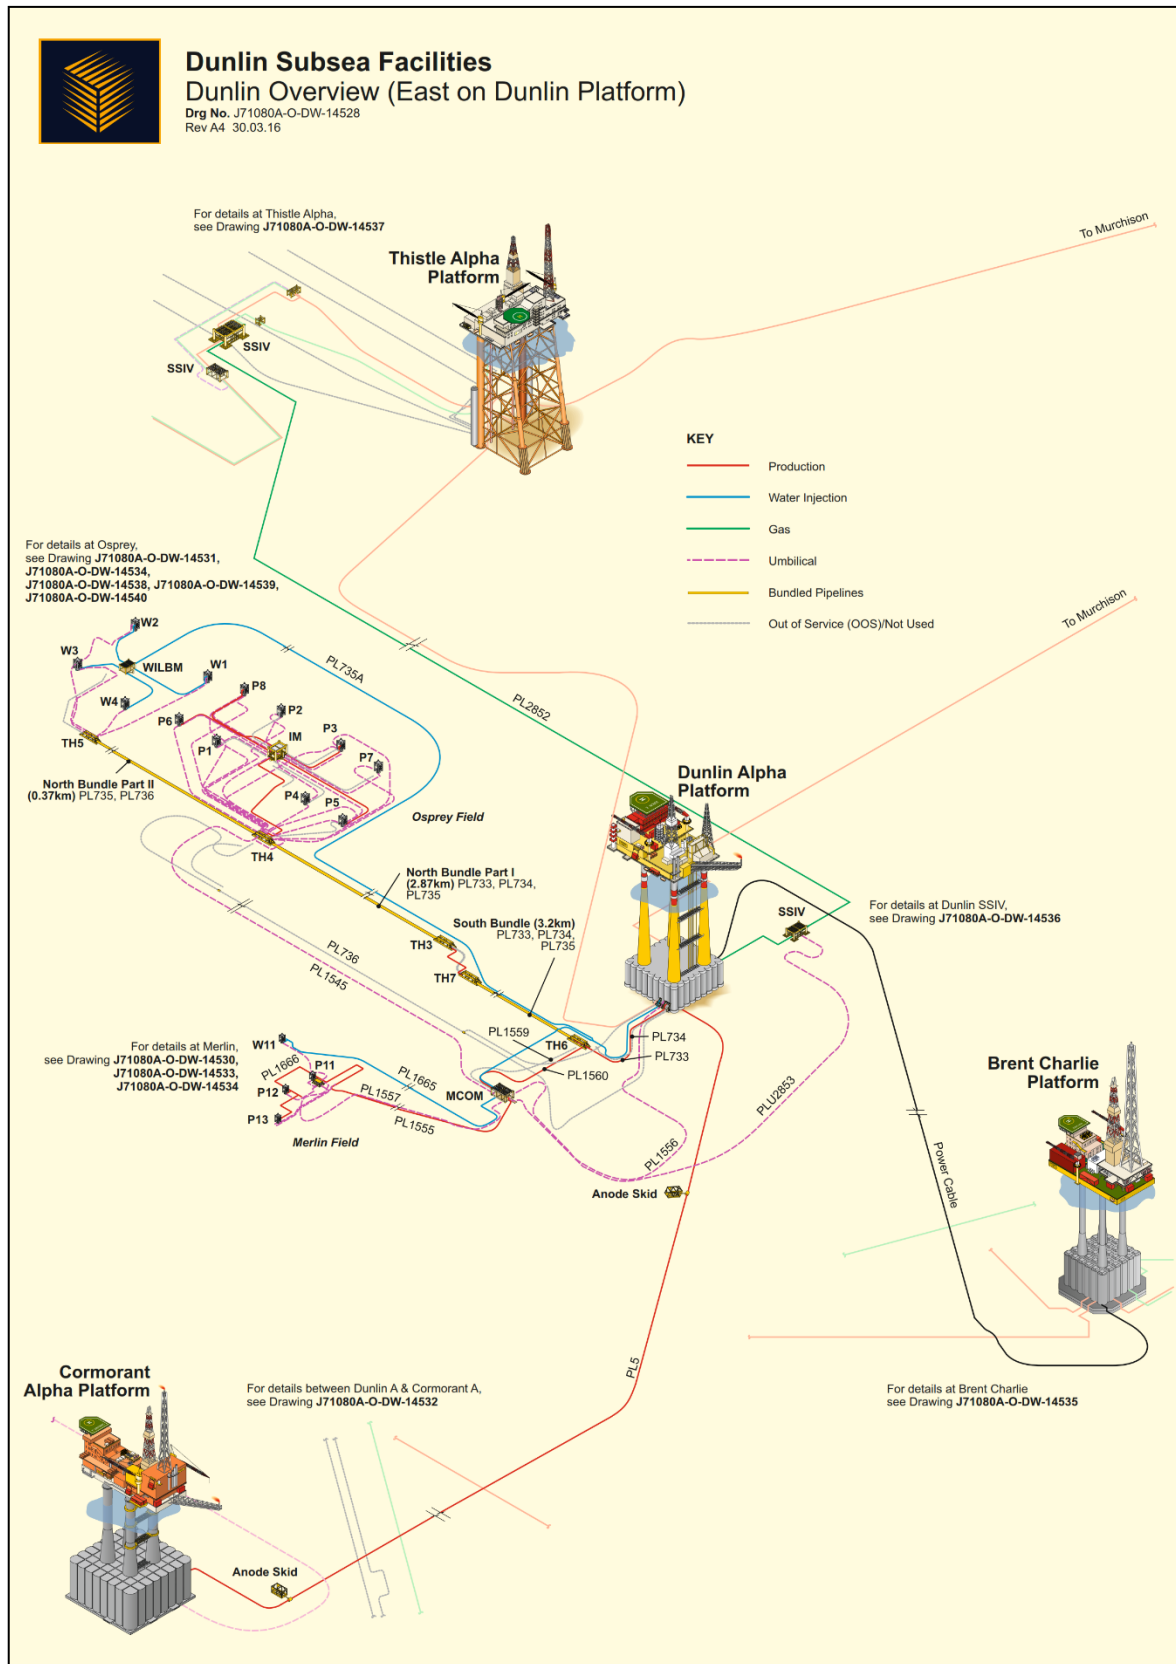 Dunlin Subsea Facilities
Dunlin Overview (East on Dunlin Platform)
Drg No. J71080A-O-DW-14528
Rev A4 30.03.16
For details at Thistle Alpha,
see Drawing J71080A-O-DW-14537
Thistle Alpha
Platform
To Murchison
SSIV
SSIV
KEY
Production
Water Injection
Gas
Umbilical
Bundled Pipelines
Out of Service (OOS)/Not Used
For details at Osprey,
see Drawing J71080A-O-DW-14531,
J71080A-O-DW-14534,
J71080A-O-DW-14538, J71080A-O-DW-14539,
J71080A-O-DW-14540
To Murchison
W2
W3
WILBM
W1
PL735A
P8
W4
P6
P2
P3
P1
IM
P7
PL2852
TH5
North Bundle Part II
(0.37km) PL735, PL736
P4
P5
Osprey Field
TH4
Dunlin Alpha
Platform
North Bundle Part I
(2.87km) PL733, PL734,
PL735
South Bundle (3.2km)
PL733, PL734,
PL735
TH3
TH7
PL736
PL1545
SSIV
For details at Dunlin SSIV,
see Drawing J71080A-O-DW-14536
For details at Merlin,
see Drawing J71080A-O-DW-14530,
J71080A-O-DW-14533,
J71080A-O-DW-14534
W11
PL1666
P11
P12
P13
PL1665
PL1557
PL1555
Merlin Field
MCOM
PL1559
TH6
PL1560
PL734
PL733
PL1556
PLU2853
Anode Skid
Power Cable
Brent Charlie
Platform
PL5
Cormorant
Alpha Platform
For details between Dunlin A & Cormorant A,
see Drawing J71080A-O-DW-14532
For details at Brent Charlie
see Drawing J71080A-O-DW-14535
Anode Skid